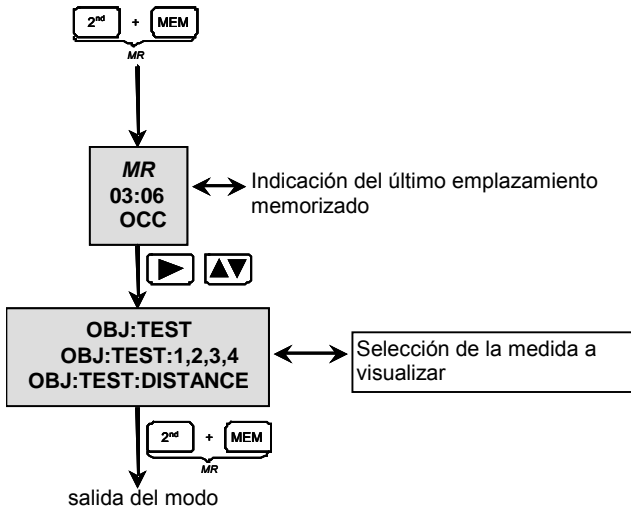 2nd + MEM
MR
MR
03:06
OCC
Indicación del último emplazamiento
memorizado
OBJ:TEST
OBJ:TEST:1,2,3,4
OBJ:TEST:DISTANCE
Selección de la medida a
visualizar
2nd + MEM
MR
salida del modo